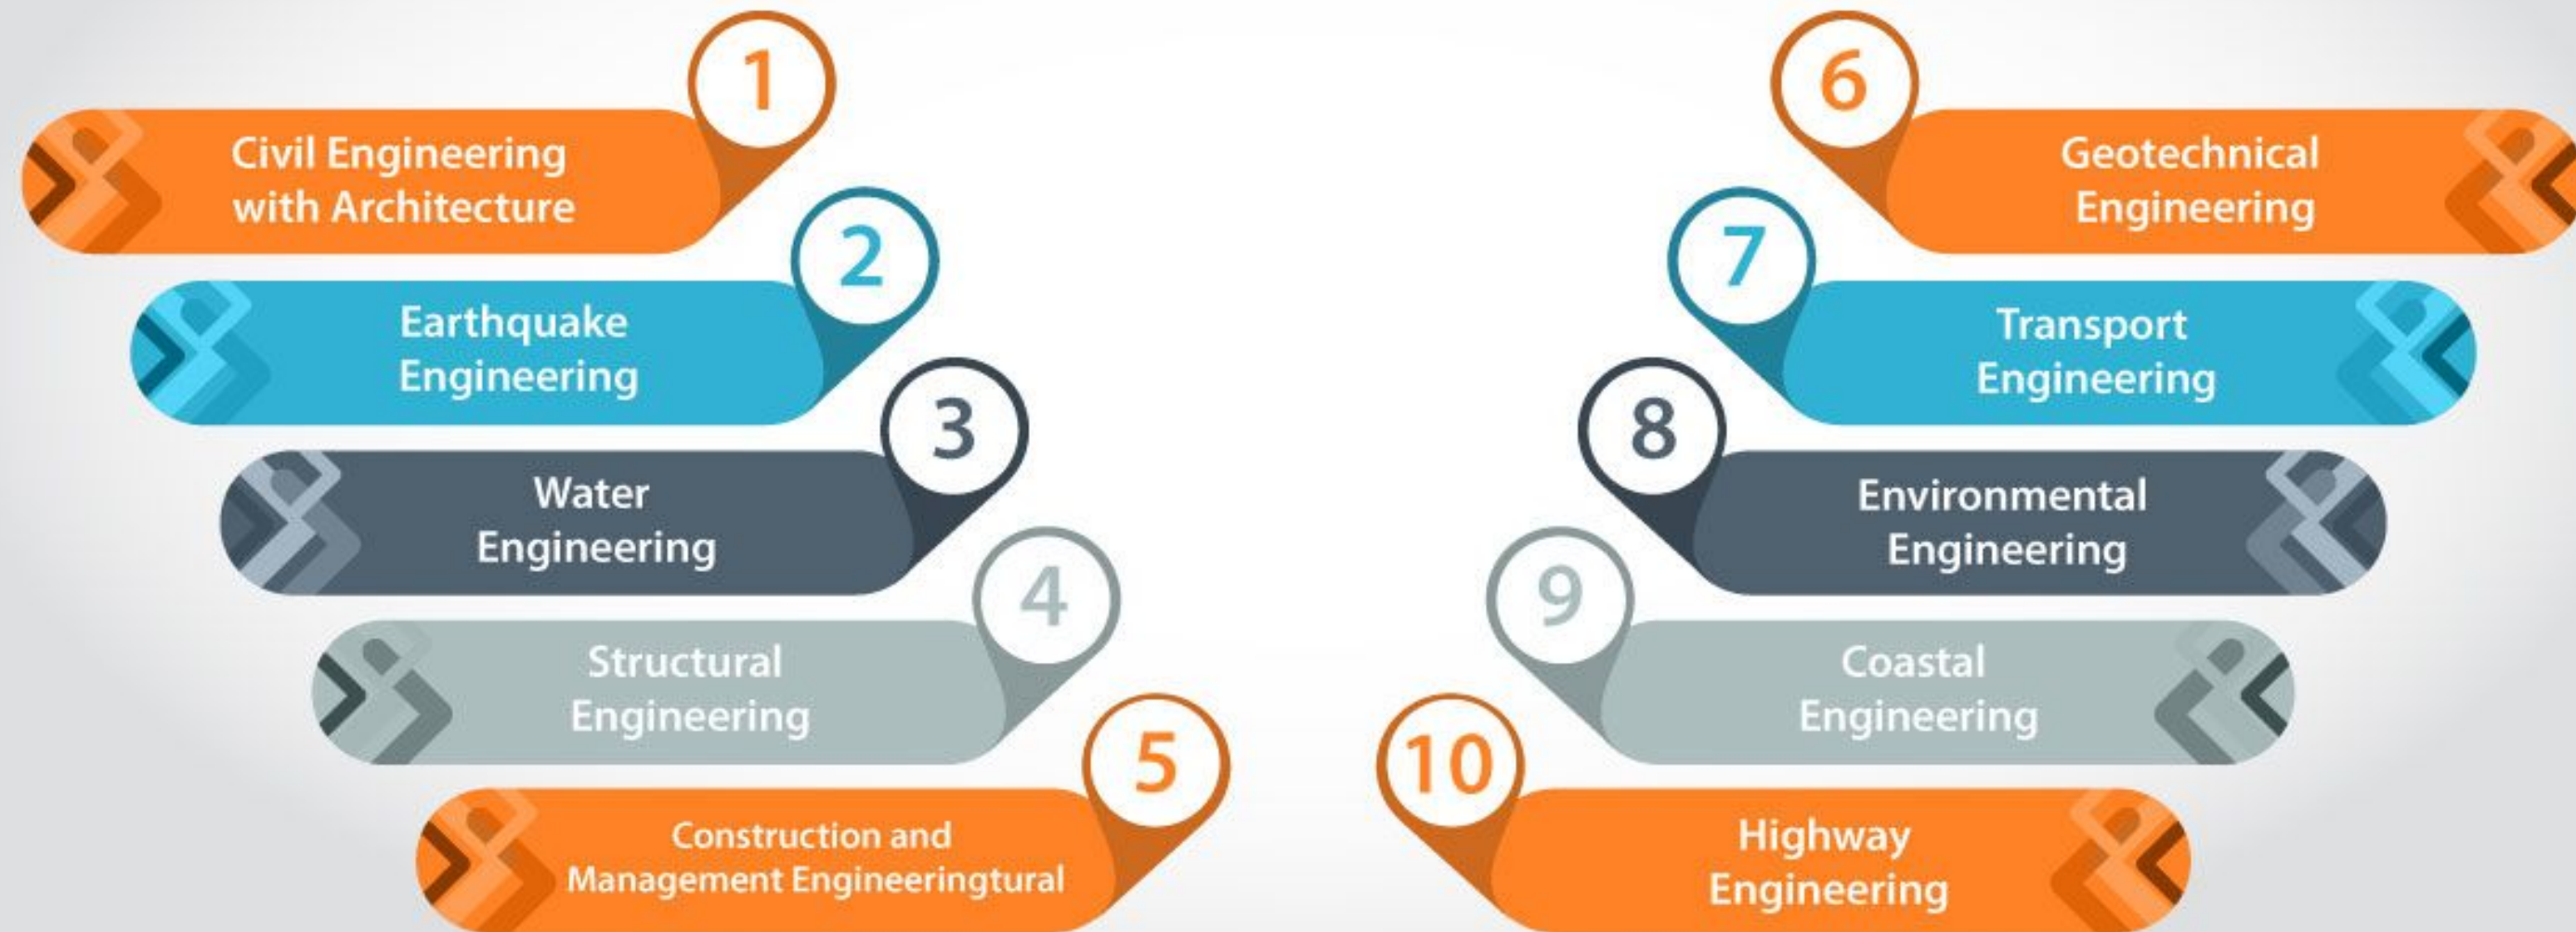 1
Civil Engineering
with Architecture
2
Earthquake
Engineering
3
Water
Engineering
4
Structural
Engineering
5
Construction and
Management Engineeringtural
6
Geotechnical
Engineering
7
Transport
Engineering
8
Environmental
Engineering
9
Coastal
Engineering
10
Highway
Engineering